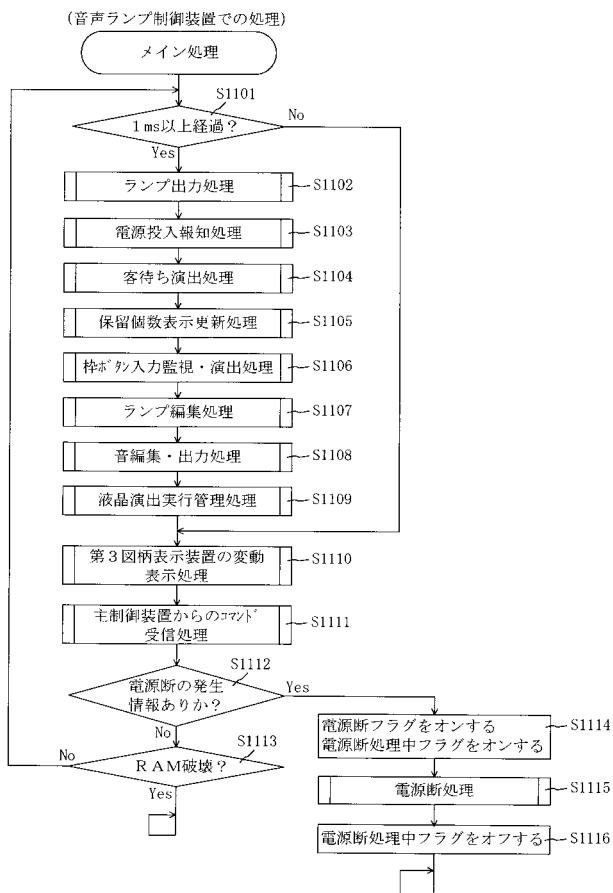 (音声ランプ制御装置での処理)
メイン処理
S1101
1ms以上経過?
No
Yes
ランプ出力処理
S1102
電源投入報知処理
S1103
客待ち演出処理
S1104
保留個数表示更新処理
S1105
枠ボタン入力監視・演出処理
S1106
ランプ編集処理
S1107
音編集・出力処理
S1108
液晶演出実行管理処理
S1109
第3図柄表示装置の変動
表示処理
S1110
主制御装置からのコマンド
受信処理
S1111
S1112
電源断の発生
情報ありか?
Yes
No
S1113
RAM破壊?
No
Yes
電源断フラグをオンする
電源断処理中フラグをオンする
S1114
電源断処理
S1115
電源断処理中フラグをオフする
S1116